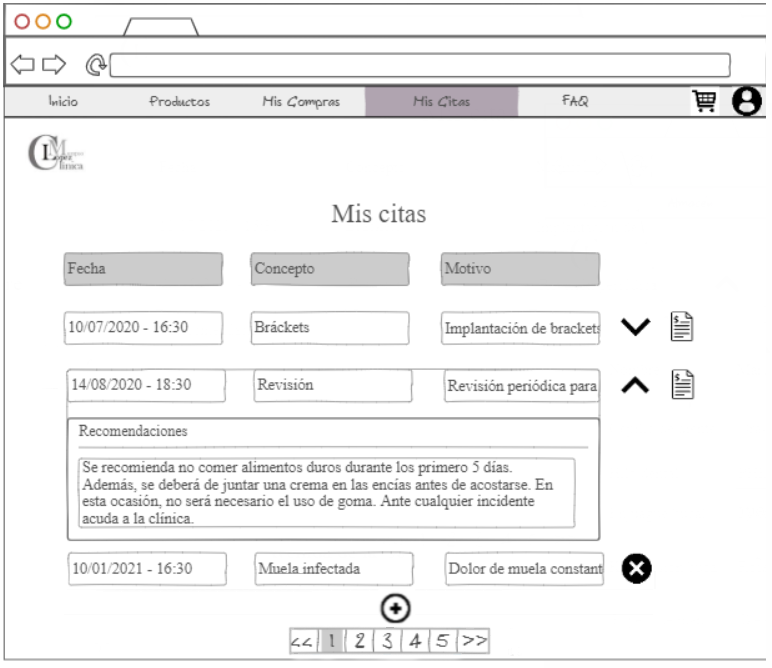 Inicio Productos Mis Compras Mis Citas FAQ
CLM
López
Clínica
Mis citas
Fecha Concepto Motivo
10/07/2020 - 16:30 Bráckets Implantación de brackets
14/08/2020 - 18:30 Revisión Revisión periódica para
Recomendaciones
Se recomienda no comer alimentos duros durante los primero 5 días.
Además, se deberá de juntar una crema en las encías antes de acostarse. En
esta ocasión, no será necesario el uso de goma. Ante cualquier incidente
acuda a la clínica.
10/01/2021 - 16:30 Muela infectada Dolor de muela constant
<< 1 2 3 4 5 >>